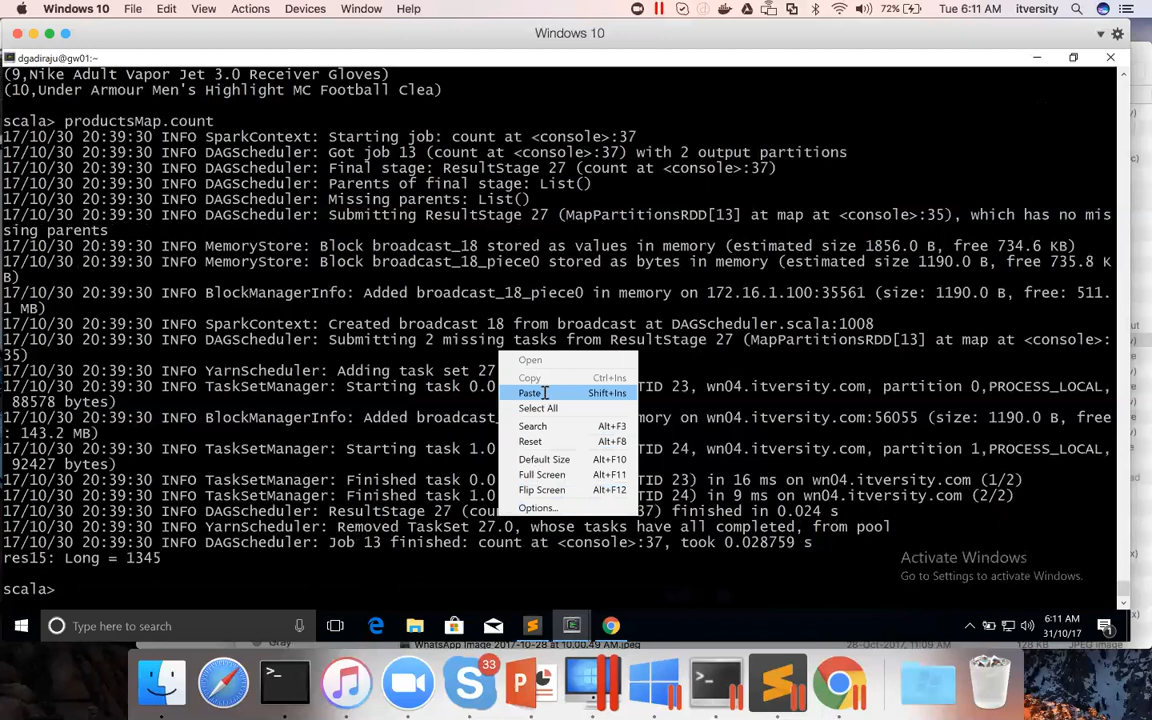 Windows 10 File Edit View Actions Devices Window Help 72% Tue 6:11 AM itversity
Windows 10
dgadiraju@gw01:~
(9,Nike Adult Vapor Jet 3.0 Receiver Gloves)
(10,Under Armour Men's Highlight MC Football Clea)
scala> productsMap.count
17/10/30 20:39:30 INFO SparkContext: Starting job: count at <console>:37
17/10/30 20:39:30 INFO DAGScheduler: Got job 13 (count at <console>:37) with 2 output partitions
17/10/30 20:39:30 INFO DAGScheduler: Final stage: ResultStage 27 (count at <console>:37)
17/10/30 20:39:30 INFO DAGScheduler: Parents of final stage: List()
17/10/30 20:39:30 INFO DAGScheduler: Missing parents: List()
17/10/30 20:39:30 INFO DAGScheduler: Submitting ResultStage 27 (MapPartitionsRDD[13] at map at <console>:35), which has no mis
sing parents
17/10/30 20:39:30 INFO MemoryStore: Block broadcast_18 stored as values in memory (estimated size 1856.0 B, free 734.6 KB)
17/10/30 20:39:30 INFO MemoryStore: Block broadcast_18_piece0 stored as bytes in memory (estimated size 1190.0 B, free 735.8 K
B)
17/10/30 20:39:30 INFO BlockManagerInfo: Added broadcast_18_piece0 in memory on 172.16.1.100:35561 (size: 1190.0 B, free: 511.
1 MB)
17/10/30 20:39:30 INFO SparkContext: Created broadcast 18 from broadcast at DAGScheduler.scala:1008
17/10/30 20:39:30 INFO DAGScheduler: Submitting 2 missing tasks from ResultStage 27 (MapPartitionsRDD[13] at map at <console>:
35)
17/10/30 20:39:30 INFO YarnScheduler: Adding task set 27
17/10/30 20:39:30 INFO TaskSetManager: Starting task 0.0 TID 23, wn04.itversity.com, partition 0,PROCESS_LOCAL,
88578 bytes)
17/10/30 20:39:30 INFO BlockManagerInfo: Added broadcast_ wn04.itversity.com:56055 (size: 1190.0 B, free
: 143.2 MB)
17/10/30 20:39:30 INFO TaskSetManager: Starting task 1.0 TID 24, wn04.itversity.com, partition 1,PROCESS_LOCAL,
92427 bytes)
17/10/30 20:39:30 INFO TaskSetManager: Finished task 0.0 TID 23) in 16 ms on wn04.itversity.com (1/2)
17/10/30 20:39:30 INFO TaskSetManager: Finished task 1.0 TID 24) in 9 ms on wn04.itversity.com (2/2)
17/10/30 20:39:30 INFO DAGScheduler: ResultStage 27 (cou 37) finished in 0.024 s
17/10/30 20:39:30 INFO YarnScheduler: Removed TaskSet 27.0, whose tasks have all completed, from pool
17/10/30 20:39:30 INFO DAGScheduler: Job 13 finished: count at <console>:37, took 0.028759 s
res15: Long = 1345
scala>
Open
Copy Ctrl+Ins
Paste Shift+Ins
Select All
Search Alt+F3
Reset Alt+F8
Default Size Alt+F10
Full Screen Alt+F11
Flip Screen Alt+F12
Options...
Activate Windows
Go to Settings to activate Windows.
Type here to search
6:11 AM
31/10/17
WhatsApp Image 2017-10-28 at 10.00.49 AM.jpeg 28-Oct-2017, 11:09 AM JPEG image
33